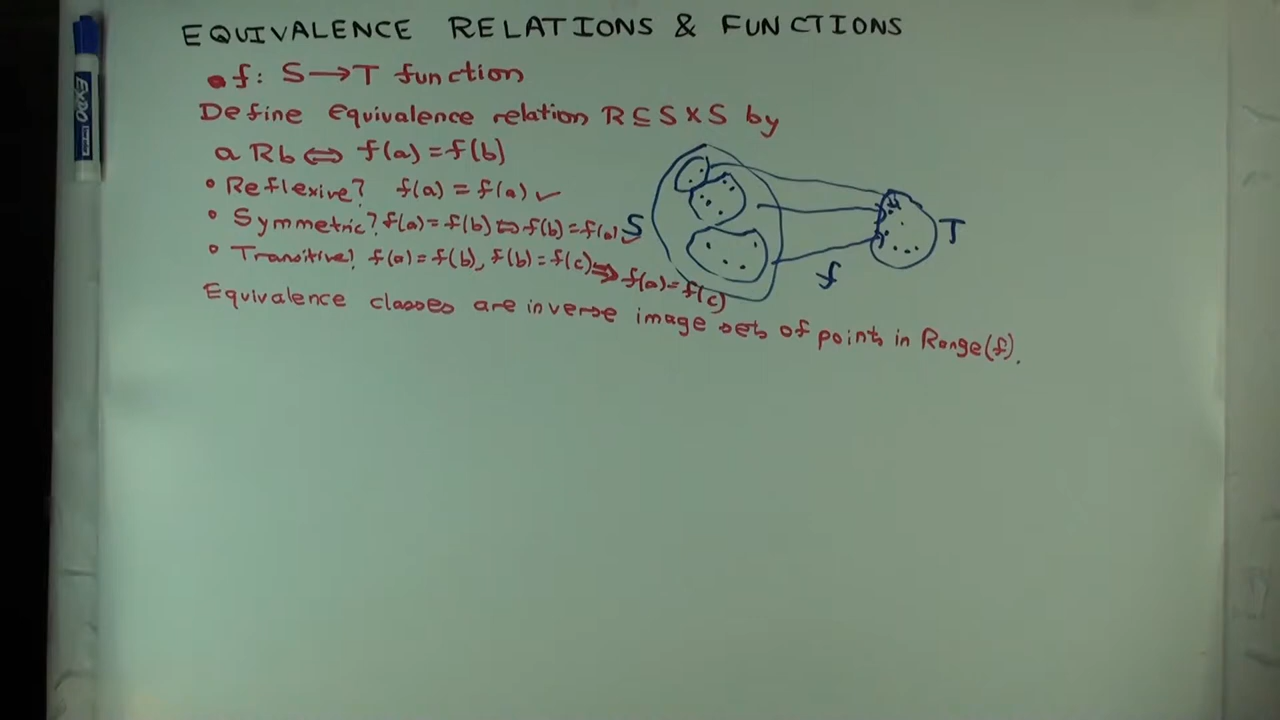 EQUIVALENCE RELATIONS & FUNCTIONS
• f: S⟶T function
Define equivalence relation R⊆S×S by
a R b ⇔ f(a) = f(b)
• Reflexive? f(a) = f(a) ✓
• Symmetric? f(a) = f(b) ⇔ f(b) = f(a) ✓
• Transitive? f(a) = f(b), f(b) = f(c) ⇒ f(a) = f(c)
Equivalence classes are inverse image sets of points in Range(f).
S
T
f
EXPO